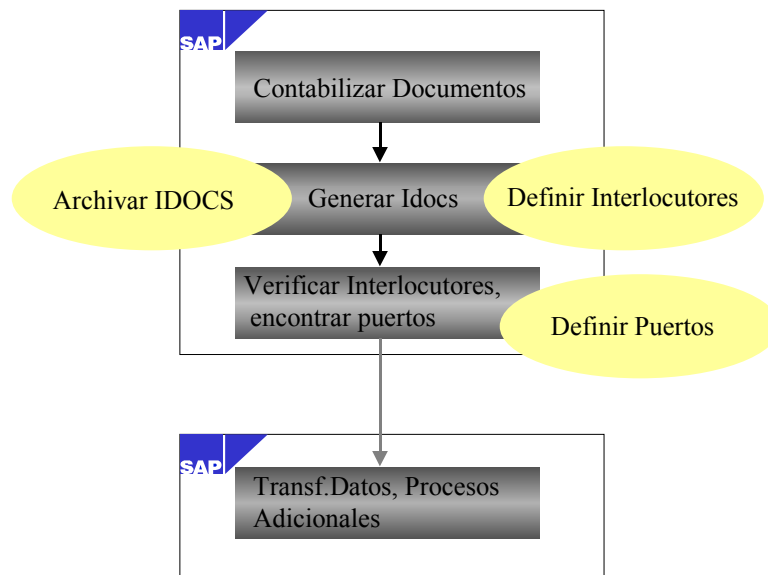 SAP
Contabilizar Documentos
Archivar IDOCS
Generar Idocs
Definir Interlocutores
Verificar Interlocutores,
encontrar puertos
Definir Puertos
SAP
Transf.Datos, Procesos
Adicionales